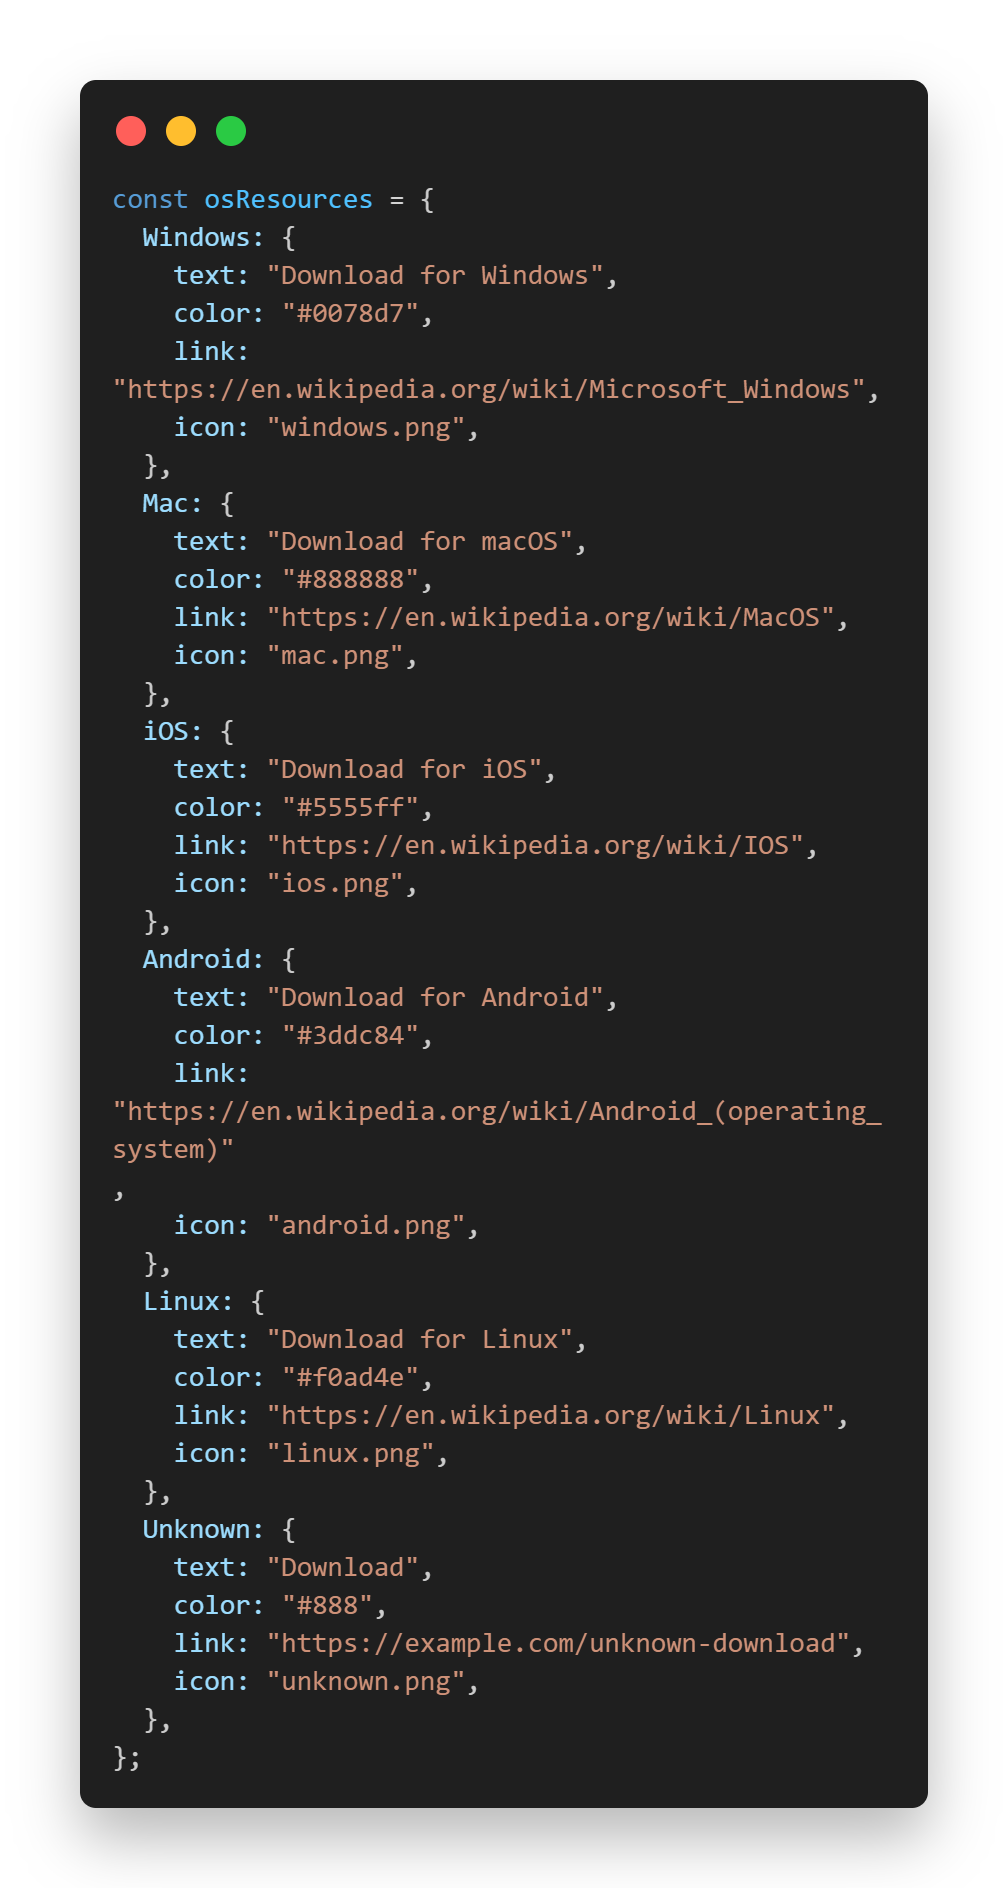 const osResources = {
  Windows: {
    text: "Download for Windows",
    color: "#0078d7",
    link:
"https://en.wikipedia.org/wiki/Microsoft_Windows",
    icon: "windows.png",
  },
  Mac: {
    text: "Download for macOS",
    color: "#888888",
    link: "https://en.wikipedia.org/wiki/MacOS",
    icon: "mac.png",
  },
  iOS: {
    text: "Download for iOS",
    color: "#5555ff",
    link: "https://en.wikipedia.org/wiki/IOS",
    icon: "ios.png",
  },
  Android: {
    text: "Download for Android",
    color: "#3ddc84",
    link:
"https://en.wikipedia.org/wiki/Android_(operating_
system)"
,
    icon: "android.png",
  },
  Linux: {
    text: "Download for Linux",
    color: "#f0ad4e",
    link: "https://en.wikipedia.org/wiki/Linux",
    icon: "linux.png",
  },
  Unknown: {
    text: "Download",
    color: "#888",
    link: "https://example.com/unknown-download",
    icon: "unknown.png",
  },
};